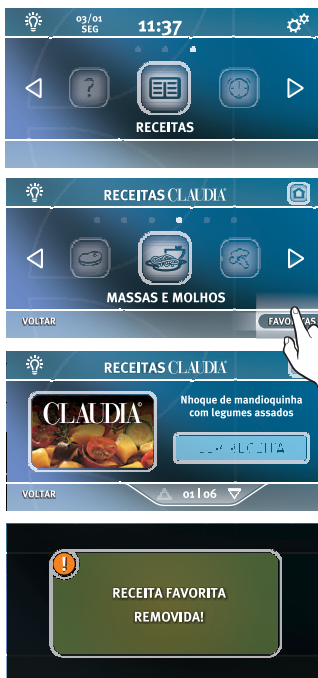 03/01
SEG
11:37
?
RECEITAS
RECEITAS CLAUDIA
MASSAS E MOLHOS
VOLTAR
RECEITAS CLAUDIA
CLAUDIA
Nhoque de mandioquinha
com legumes assados
RECEITA
VOLTAR
01|06
!
RECEITA FAVORITA
REMOVIDA!